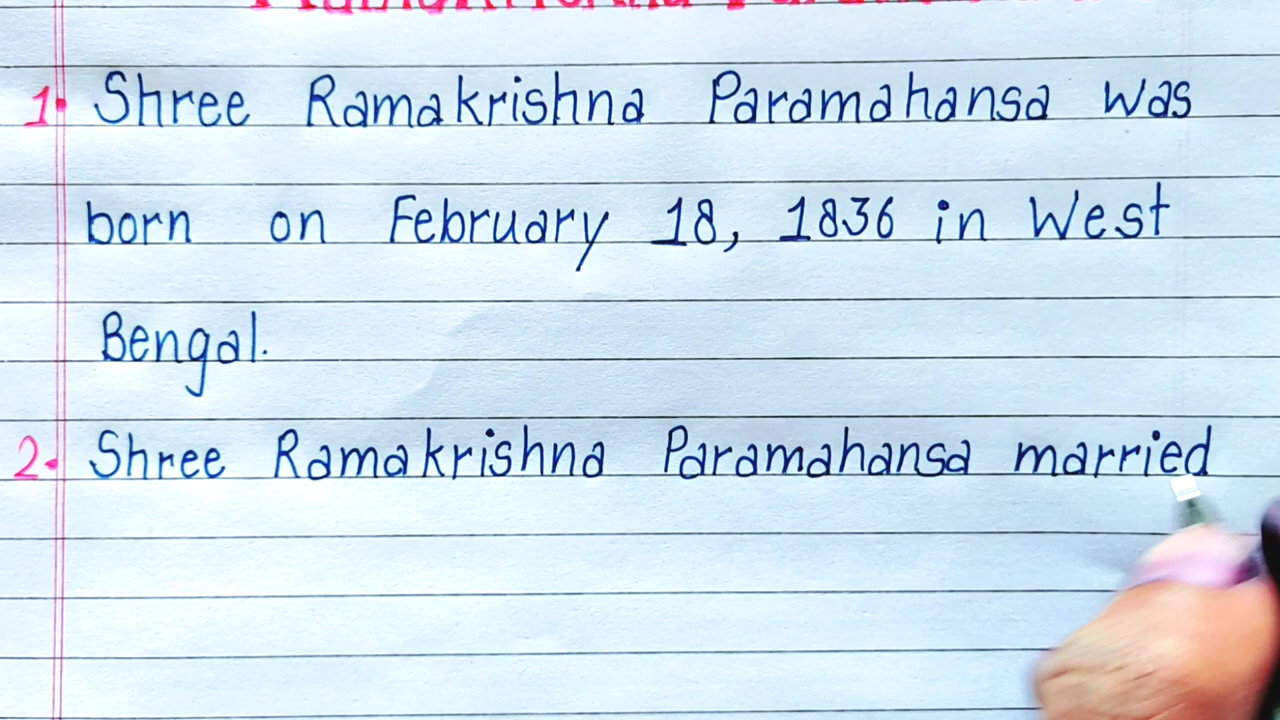 1. Shree Ramakrishna Paramahansa was
born on February 18, 1836 in West
Bengal.
2. Shree Ramakrishna Paramahansa married